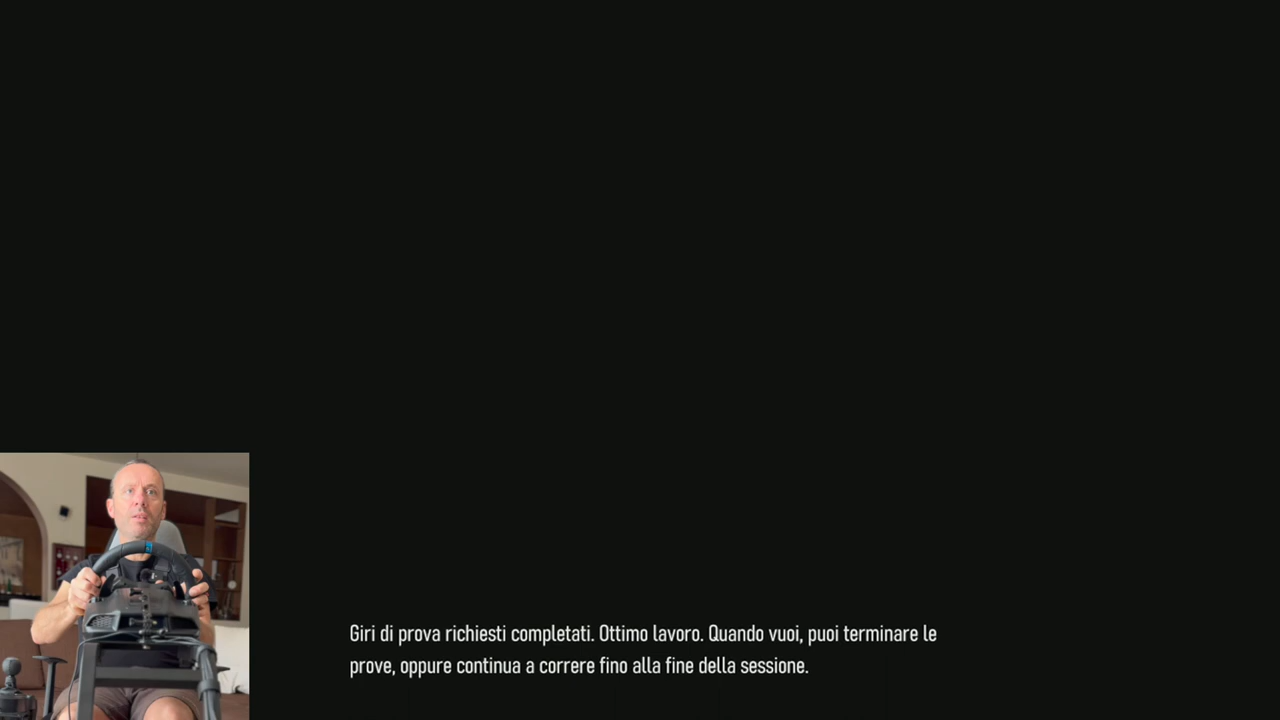 Giri di prova richiesti completati. Ottimo lavoro. Quando vuoi, puoi terminare le
prove, oppure continua a correre fino alla fine della sessione.